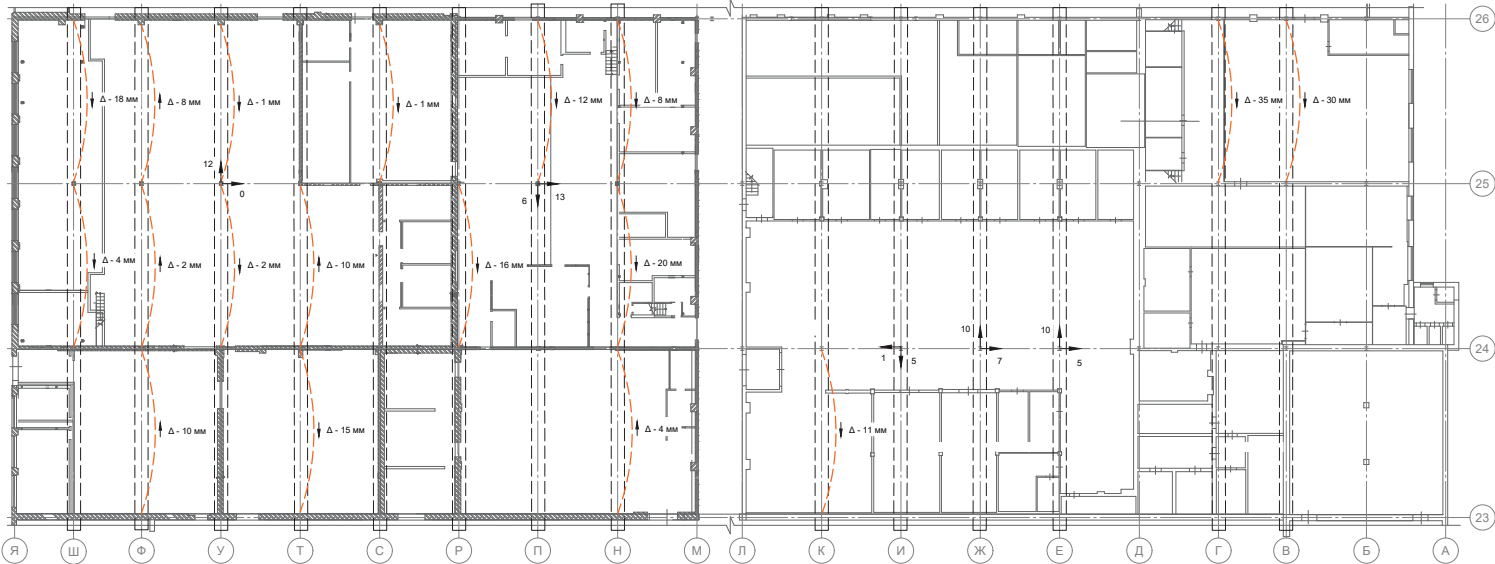 26
Δ - 18 мм
Δ - 8 мм
Δ - 1 мм
Δ - 1 мм
Δ - 12 мм
Δ - 8 мм
Δ - 35 мм
Δ - 30 мм
12
0
6
13
25
Δ - 4 мм
Δ - 2 мм
Δ - 2 мм
Δ - 10 мм
Δ - 16 мм
Δ - 20 мм
10
10
1
5
7
5
24
Δ - 10 мм
Δ - 15 мм
Δ - 4 мм
Δ - 11 мм
23
Я Ш Ф У Т С Р П Н М Л К И Ж Е Д Г В Б А